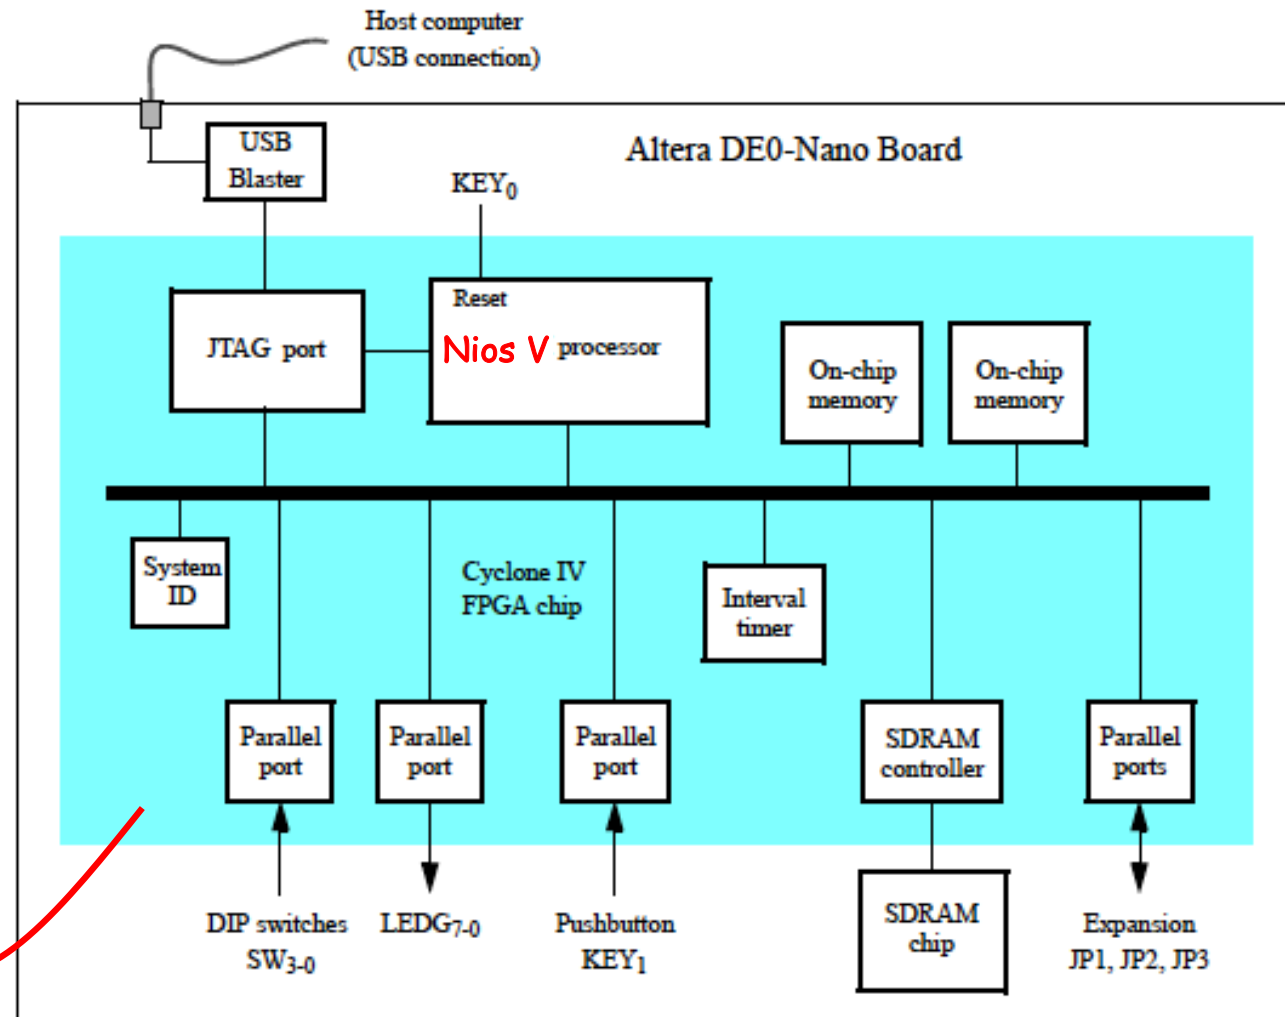 Host computer
(USB connection)
USB
Blaster
Altera DE0-Nano Board
KEY0
Reset
JTAG port
Nios V processor
On-chip
memory
On-chip
memory
System
ID
Cyclone IV
FPGA chip
Interval
timer
Parallel
port
Parallel
port
Parallel
port
SDRAM
controller
Parallel
ports
DIP switches
SW3-0
LEDG7-0
Pushbutton
KEY1
SDRAM
chip
Expansion
JP1, JP2, JP3